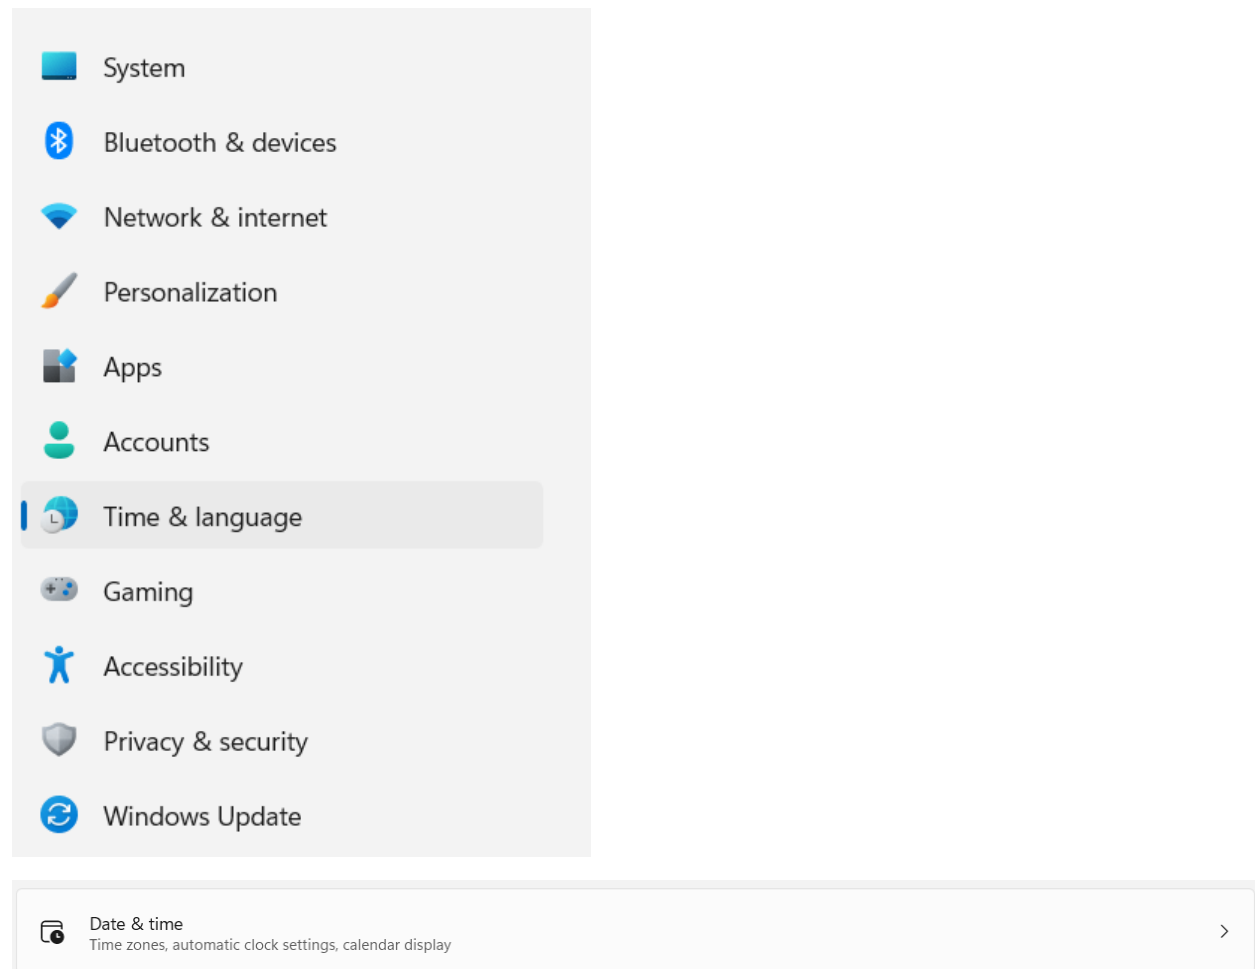 System
Bluetooth & devices
Network & internet
Personalization
Apps
Accounts
Time & language
Gaming
Accessibility
Privacy & security
Windows Update
Date & time
Time zones, automatic clock settings, calendar display